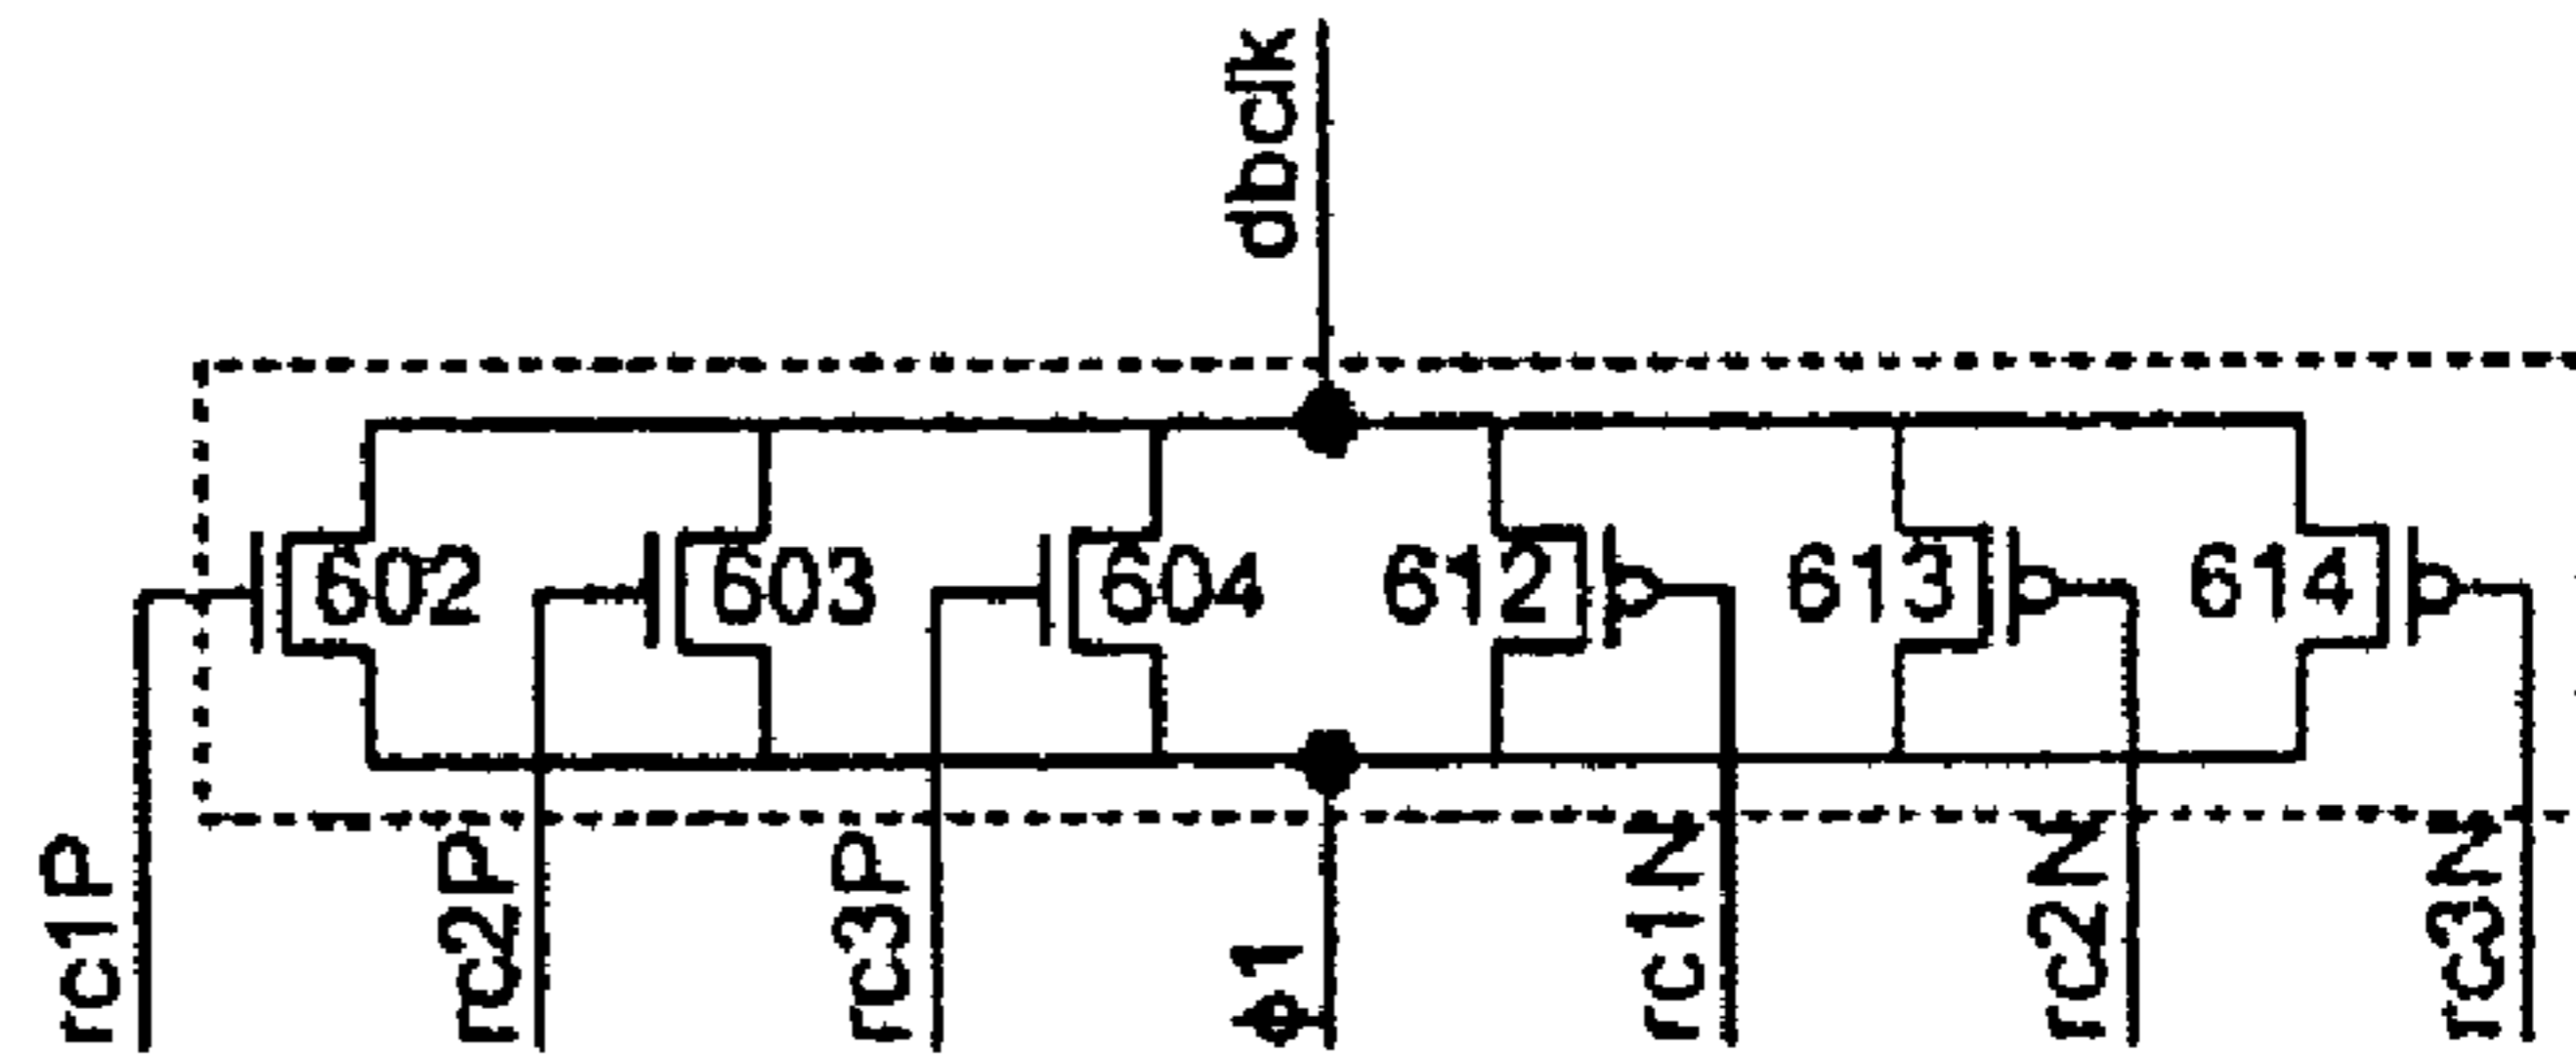 dbclk
602
603
604
612
613
614
rc1P
rc2P
rc3P
ϕ1
rc1N
rc2N
rc3N